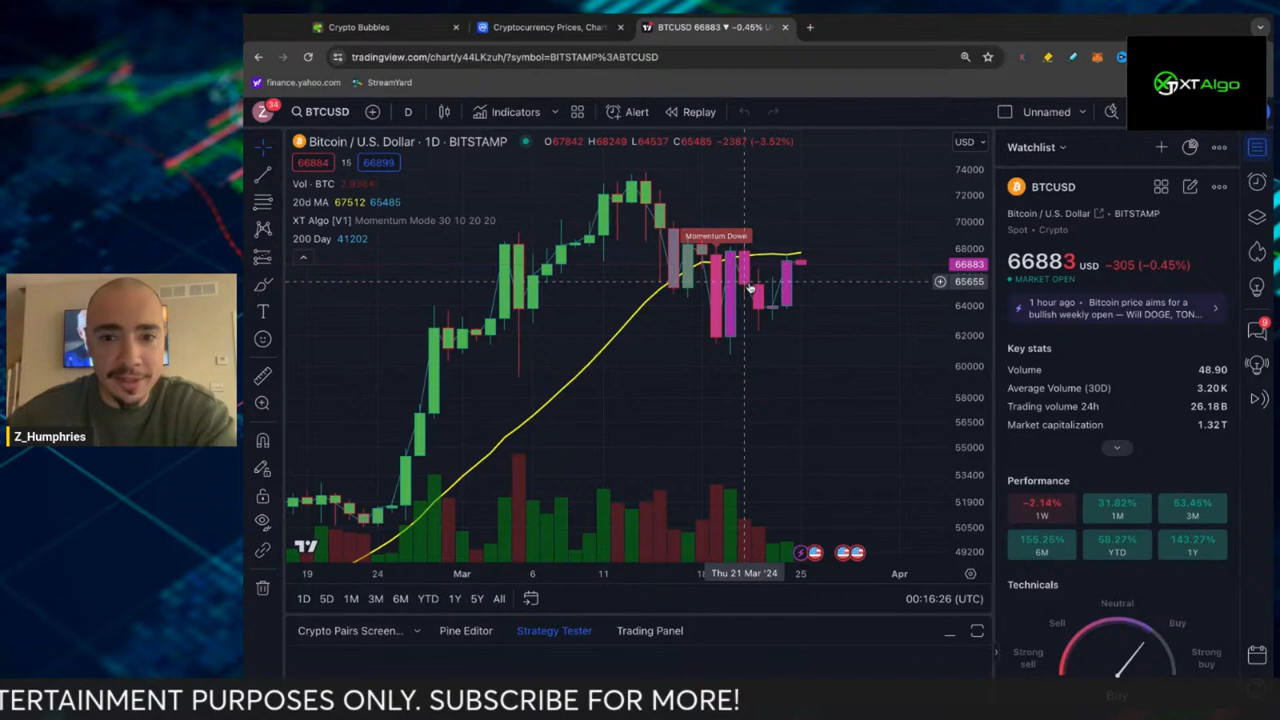 Crypto Bubbles
Cryptocurrency Prices, Chart
BTCUSD 66883 ▼ −0.45%
tradingview.com/chart/y44LKzuh/?symbol=BITSTAMP%3ABTCUSD
finance.yahoo.com StreamYard
XT XTAlgo
Z 34 BTCUSD D Indicators Alert Replay Unnamed
Bitcoin / U.S. Dollar · 1D · BITSTAMP O67842 H68249 L64537 C65485 −2387 (−3.52%) USD
66884 15 66899
Vol · BTC
20d MA 67512 65485
XT Algo [V1] Momentum Mode 30 10 20 20
200 Day 41202
Momentum Down
74000
72000
70000
68000
66883
65655
64000
62000
60000
58000
56500
55000
53400
51900
50500
49200
19 24 Mar 6 11 Thu 21 Mar '24 25 Apr
1D 5D 1M 3M 6M YTD 1Y 5Y All 00:16:26 (UTC)
Crypto Pairs Screen... Pine Editor Strategy Tester Trading Panel
Watchlist
BTCUSD
Bitcoin / U.S. Dollar BITSTAMP
Spot • Crypto
66883 USD −305 (−0.45%)
MARKET OPEN
1 hour ago • Bitcoin price aims for a
bullish weekly open — Will DOGE, TON...
Key stats
Volume 48.90
Average Volume (30D) 3.20K
Trading volume 24h 26.18B
Market capitalization 1.32T
Performance
−2.14% 31.82% 53.45%
1W 1M 3M
155.25% 58.27% 143.27%
6M YTD 1Y
Technicals
Neutral
Sell Buy
Strong
sell
Strong
buy
Buy
9
Z_Humphries
TERTAINMENT PURPOSES ONLY. SUBSCRIBE FOR MORE!